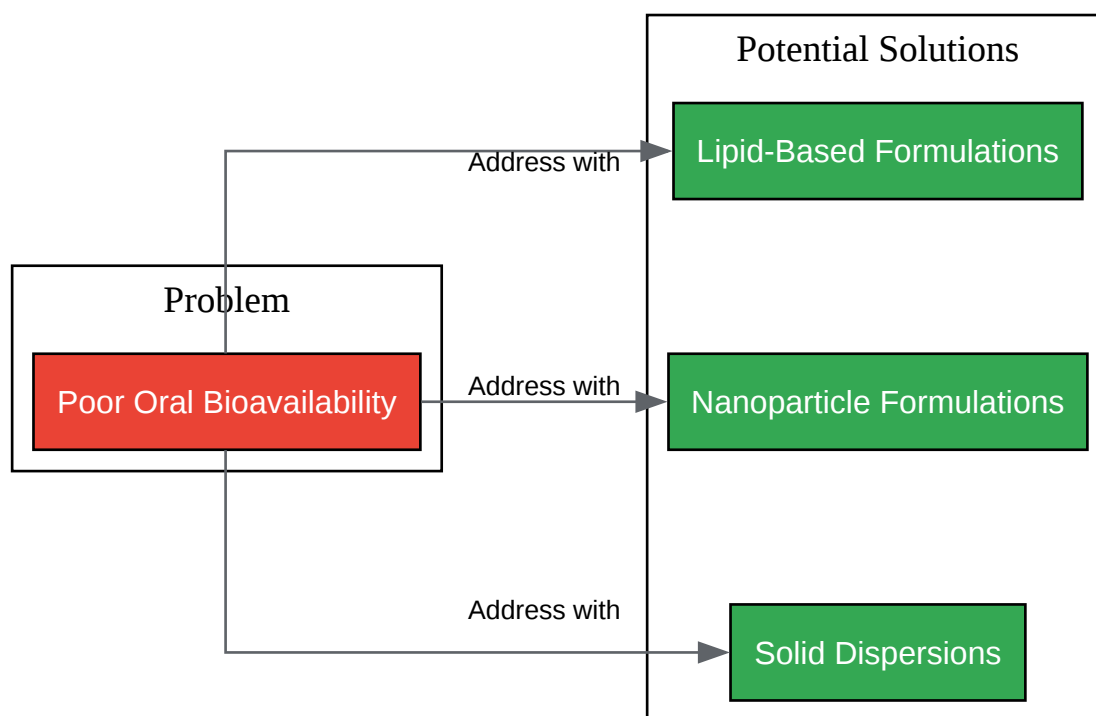 Potential Solutions
Lipid-Based Formulations
Address with
Problem
Poor Oral Bioavailability
Address with
Nanoparticle Formulations
Address with
Solid Dispersions